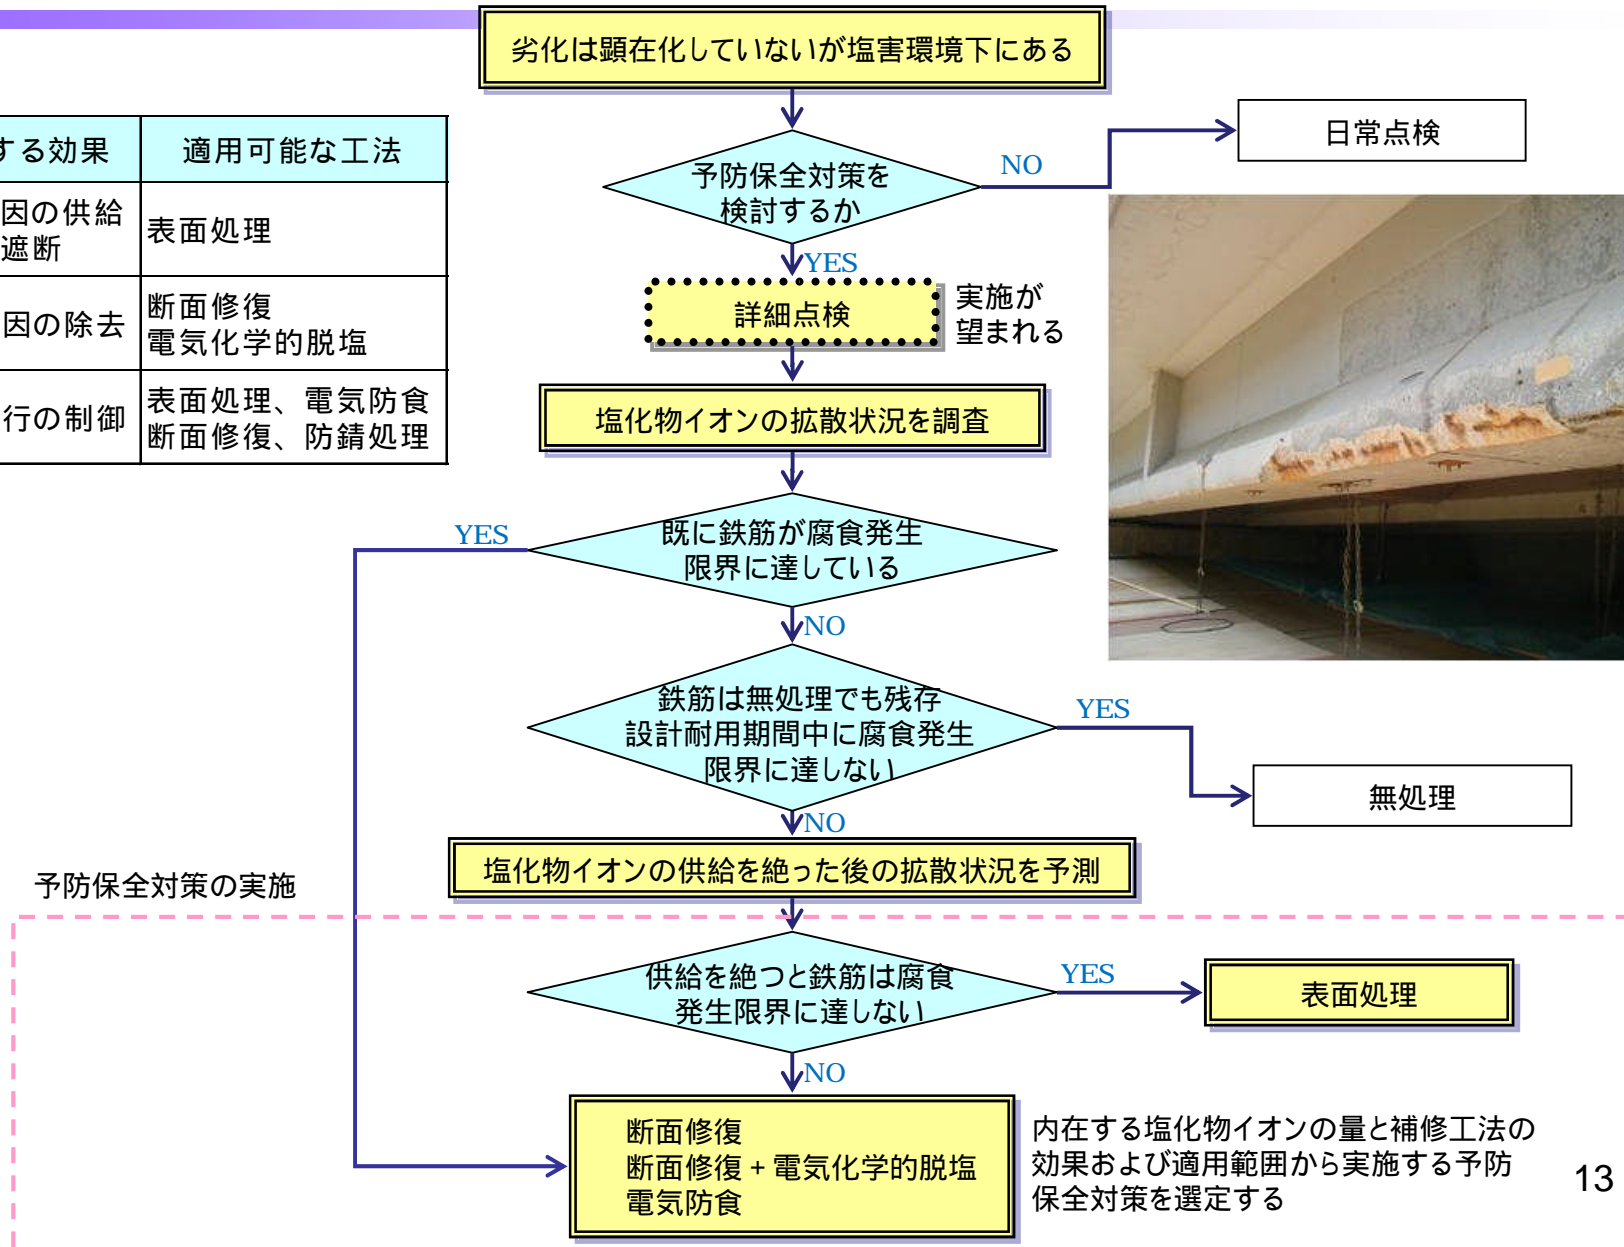 劣化は顕在化していないが塩害環境下にある
する効果
適用可能な工法
因の供給
遮断
表面処理
因の除去
断面修復
電気化学的脱塩
行の制御
表面処理、電気防食
断面修復、防錆処理
予防保全対策を
検討するか
NO
日常点検
YES
詳細点検
実施が
望まれる
塩化物イオンの拡散状況を調査
既に鉄筋が腐食発生
限界に達している
YES
NO
鉄筋は無処理でも残存
設計耐用期間中に腐食発生
限界に達しない
YES
無処理
NO
塩化物イオンの供給を絶った後の拡散状況を予測
予防保全対策の実施
供給を絶つと鉄筋は腐食
発生限界に達しない
YES
表面処理
NO
断面修復
断面修復+電気化学的脱塩
電気防食
内在する塩化物イオンの量と補修工法の
効果および適用範囲から実施する予防
保全対策を選定する
13